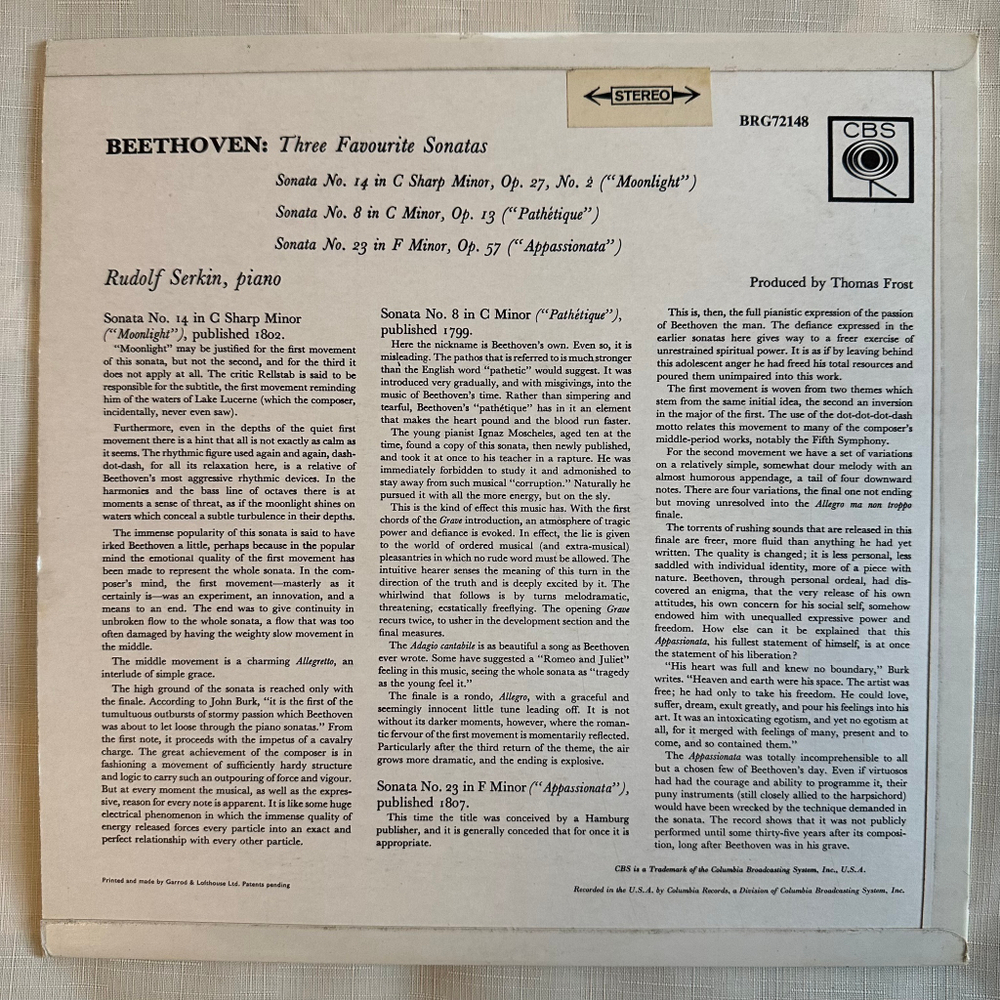 STEREO
BRG72148
CBS
BEETHOVEN: Three Favourite Sonatas
Sonata No. 14 in C Sharp Minor, Op. 27, No. 2 (“Moonlight”)
Sonata No. 8 in C Minor, Op. 13 (“Pathétique”)
Sonata No. 23 in F Minor, Op. 57 (“Appassionata”)
Rudolf Serkin, piano
Produced by Thomas Frost
Sonata No. 14 in C Sharp Minor
(“Moonlight”), published 1802.
“Moonlight” may be justified for the first movement
of this sonata, but not the second, and for the third it
does not apply at all. The critic Rellstab is said to be
responsible for the subtitle, the first movement reminding
him of the waters of Lake Lucerne (which the composer,
incidentally, never even saw).
Furthermore, even in the depths of the quiet first
movement there is a hint that all is not exactly as calm as
it seems. The rhythmic figure used again and again, dash-
dot-dash, for all its relaxation here, is a relative of
Beethoven's most aggressive rhythmic devices. In the
harmonies and the bass line of octaves there is at
moments a sense of threat, as if the moonlight shines on
waters which conceal a subtle turbulence in their depths.
The immense popularity of this sonata is said to have
irked Beethoven a little, perhaps because in the popular
mind the emotional quality of the first movement has
been made to represent the whole sonata. In the com-
poser's mind, the first movement—masterly as it
certainly is—was an experiment, an innovation, and a
means to an end. The end was to give continuity in
unbroken flow to the whole sonata, a flow that was too
often damaged by having the weighty slow movement in
the middle.
The middle movement is a charming Allegretto, an
interlude of simple grace.
The high ground of the sonata is reached only with
the finale. According to John Burk, “it is the first of the
tumultuous outbursts of stormy passion which Beethoven
was about to let loose through the piano sonatas.” From
the first note, it proceeds with the impetus of a cavalry
charge. The great achievement of the composer is in
fashioning a movement of sufficiently hardy structure
and logic to carry such an outpouring of force and vigour.
But at every moment the musical, as well as the expres-
sive, reason for every note is apparent. It is like some huge
electrical phenomenon in which the immense quality of
energy released forces every particle into an exact and
perfect relationship with every other particle.
Sonata No. 8 in C Minor (“Pathétique”),
published 1799.
Here the nickname is Beethoven's own. Even so, it is
misleading. The pathos that is referred to is much stronger
than the English word “pathetic” would suggest. It was
introduced very gradually, and with misgivings, into the
music of Beethoven's time. Rather than simpering and
tearful, Beethoven's “pathétique” has in it an element
that makes the heart pound and the blood run faster.
The young pianist Ignaz Moscheles, aged ten at the
time, found a copy of this sonata, then newly published,
and took it at once to his teacher in a rapture. He was
immediately forbidden to study it and admonished to
stay away from such musical “corruption.” Naturally he
pursued it with all the more energy, but on the sly.
This is the kind of effect this music has. With the first
chords of the Grave introduction, an atmosphere of tragic
power and defiance is evoked. In effect, the lie is given
to the world of ordered musical (and extra-musical)
pleasantries in which no rude word must be allowed. The
intuitive hearer senses the meaning of this turn in the
direction of the truth and is deeply excited by it. The
whirlwind that follows is by turns melodramatic,
threatening, ecstatically freeflying. The opening Grave
recurs twice, to usher in the development section and the
final measures.
The Adagio cantabile is as beautiful a song as Beethoven
ever wrote. Some have suggested a “Romeo and Juliet”
feeling in this music, seeing the whole sonata as “tragedy
as the young feel it.”
The finale is a rondo, Allegro, with a graceful and
seemingly innocent little tune leading off. It is not
without its darker moments, however, where the roman-
tic fervour of the first movement is momentarily reflected.
Particularly after the third return of the theme, the air
grows more dramatic, and the ending is explosive.
Sonata No. 23 in F Minor (“Appassionata”),
published 1807.
This time the title was conceived by a Hamburg
publisher, and it is generally conceded that for once it is
appropriate.
This is, then, the full pianistic expression of the passion
of Beethoven the man. The defiance expressed in the
earlier sonatas here gives way to a freer exercise of
unrestrained spiritual power. It is as if by leaving behind
this adolescent anger he had freed his total resources and
poured them unimpaired into this work.
The first movement is woven from two themes which
stem from the same initial idea, the second an inversion
in the major of the first. The use of the dot-dot-dot-dash
motto relates this movement to many of the composer's
middle-period works, notably the Fifth Symphony.
For the second movement we have a set of variations
on a relatively simple, somewhat dour melody with an
almost humorous appendage, a tail of four downward
notes. There are four variations, the final one not ending
but moving unresolved into the Allegro ma non troppo
finale.
The torrents of rushing sounds that are released in this
finale are freer, more fluid than anything he had yet
written. The quality is changed; it is less personal, less
saddled with individual identity, more of a piece with
nature. Beethoven, through personal ordeal, had dis-
covered an enigma, that the very release of his own
attitudes, his own concern for his social self, somehow
endowed him with unequalled expressive power and
freedom. How else can it be explained that this
Appassionata, his fullest statement of himself, is at once
the statement of his liberation?
“His heart was full and knew no boundary,” Burk
writes. “Heaven and earth were his space. The artist was
free; he had only to take his freedom. He could love,
suffer, dream, exult greatly, and pour his feelings into his
art. It was an intoxicating egotism, and yet no egotism at
all, for it merged with feelings of many, present and to
come, and so contained them.”
The Appassionata was totally incomprehensible to all
but a chosen few of Beethoven's day. Even if virtuosos
had had the courage and ability to programme it, their
puny instruments (still closely allied to the harpsichord)
would have been wrecked by the technique demanded in
the sonata. The record shows that it was not publicly
performed until some thirty-five years after its composi-
tion, long after Beethoven was in his grave.
CBS is a Trademark of the Columbia Broadcasting System, Inc., U.S.A.
Printed and made by Garrod & Lofthouse Ltd. Patents pending
Recorded in the U.S.A. by Columbia Records, a Division of Columbia Broadcasting System, Inc.